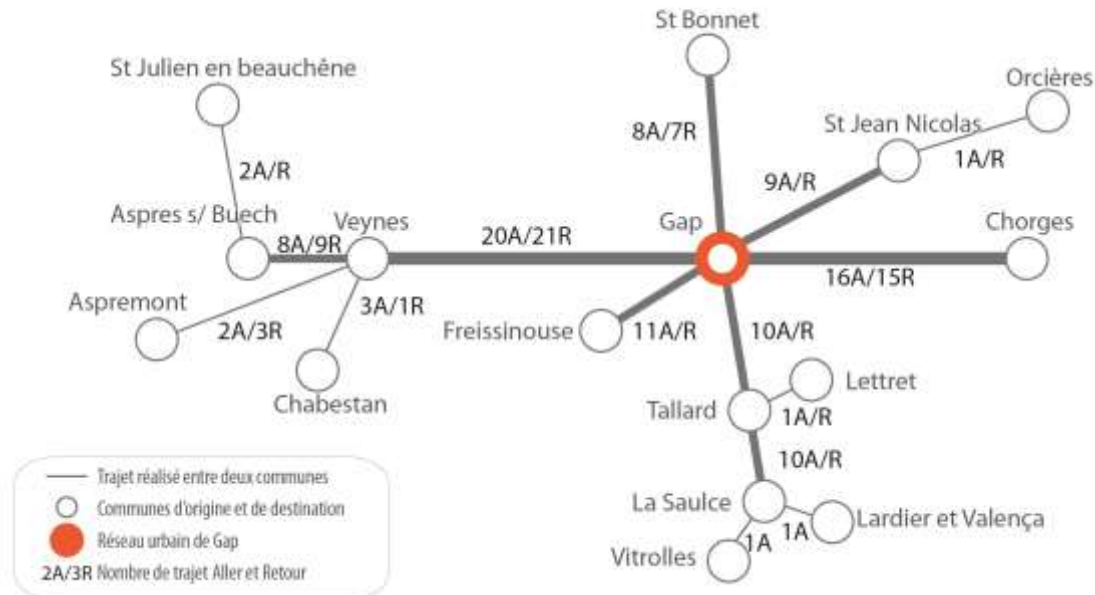 St Bonnet
St Julien en beauchêne
Orcières
St Jean Nicolas
8A/7R
1A/R
2A/R
9A/R
Aspres s/ Buech
Veynes
Gap
Chorges
8A/9R
20A/21R
16A/15R
Aspremont
3A/1R
2A/3R
Freissinouse
11A/R
10A/R
Chabestan
Lettret
Tallard
1A/R
10A/R
La Saulce
Lardier et Valença
1A
1A
Vitrolles
Trajet réalisé entre deux communes
Communes d'origine et de destination
Réseau urbain de Gap
2A/3R Nombre de trajet Aller et Retour